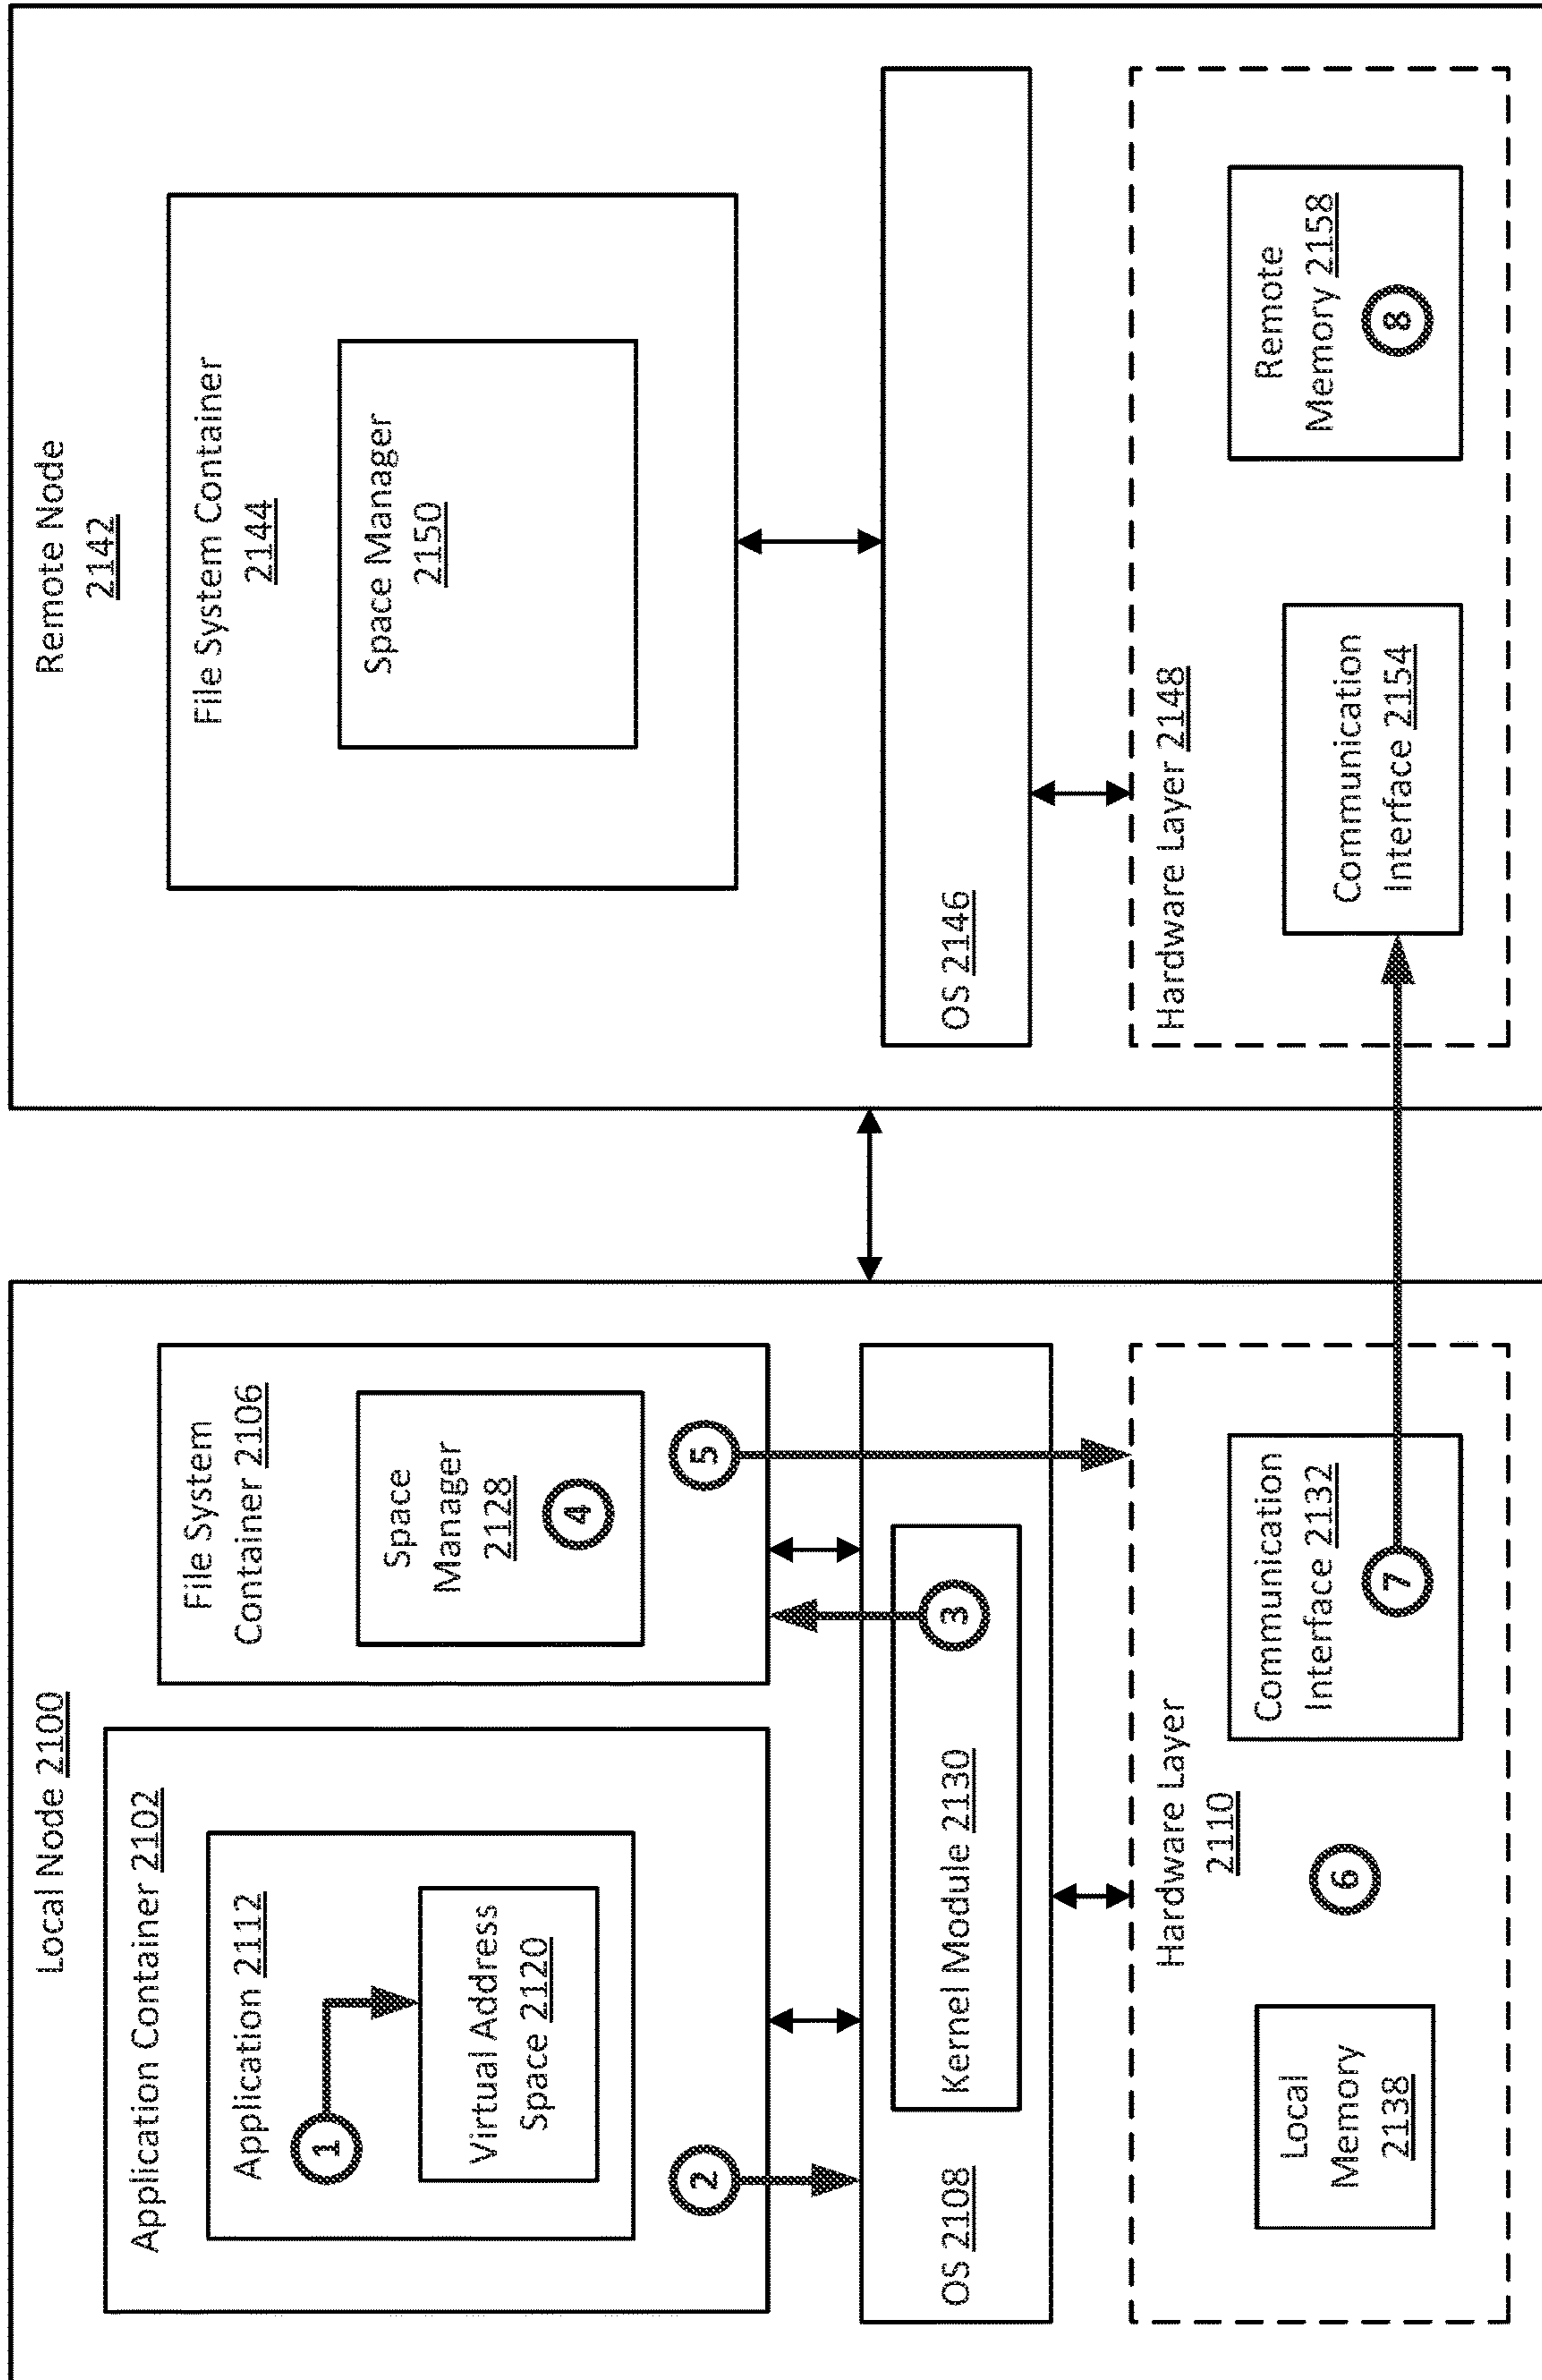 Local Node 2100
Application Container 2102
Application 2112
1
Virtual Address
Space 2120
2
File System
Container 2106
Space
Manager
2128
4
5
OS 2108
Kernel Module 2130
3
Hardware Layer
2110
Local
Memory
2138
6
Communication
Interface 2132
7
Remote Node
2142
File System Container
2144
Space Manager
2150
OS 2146
Hardware Layer 2148
Communication
Interface 2154
Remote
Memory 2158
8